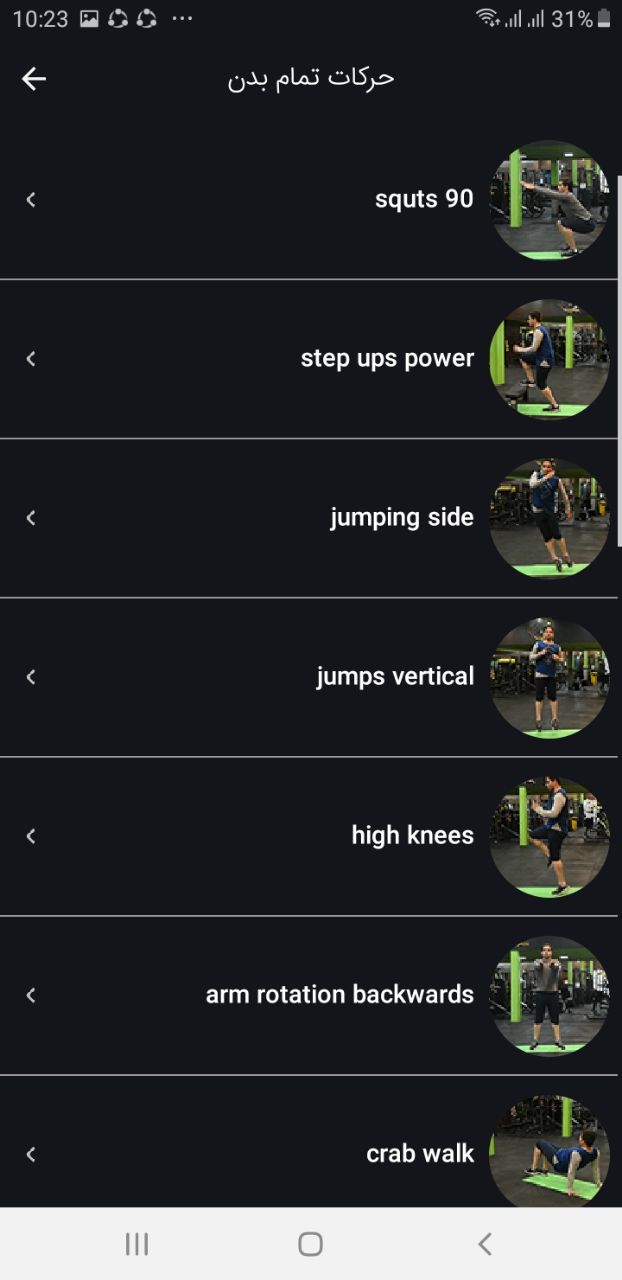 10:23 ... 31%
حرکات تمام بدن
squts 90
step ups power
jumping side
jumps vertical
high knees
arm rotation backwards
crab walk